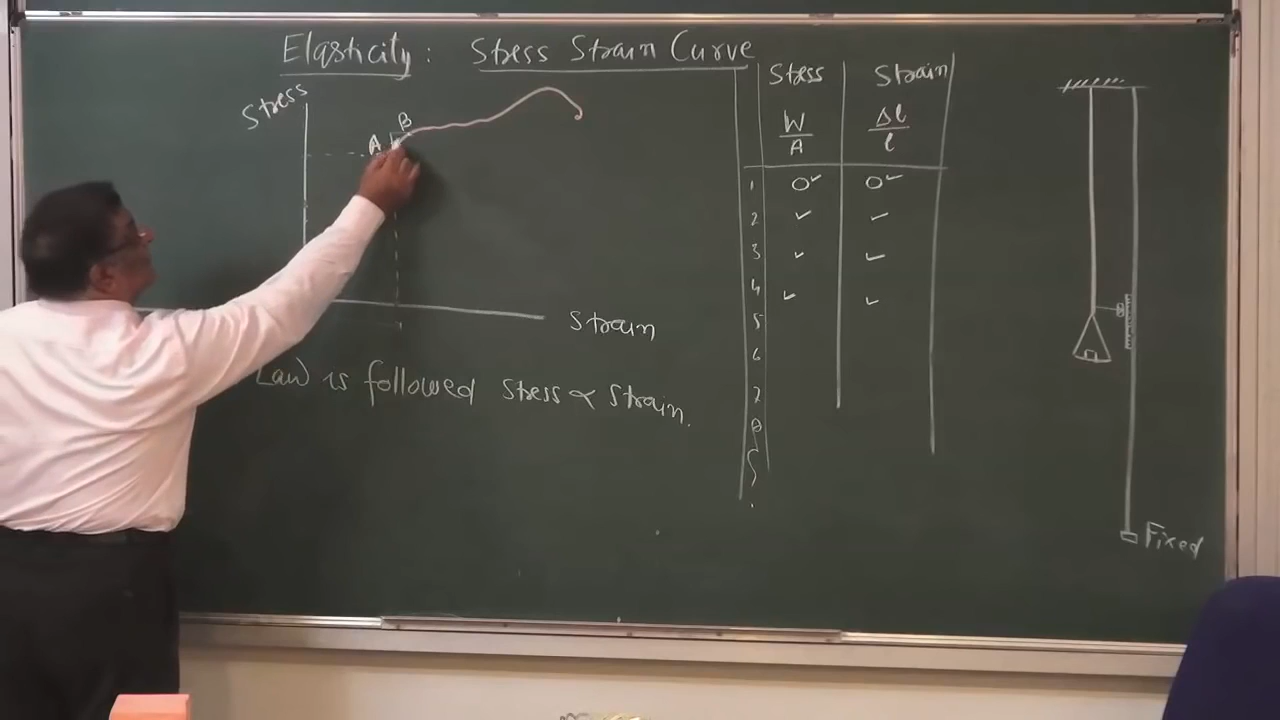 Elasticity : Stress Strain Curve
Stress
B
A
Strain
Law is followed Stress ∝ Strain.
Stress Strain
W/A Δl/l
1 0✓ 0✓
2 ✓ ✓
3 ✓ ✓
4 ✓ ✓
5
6
7
8
Fixed